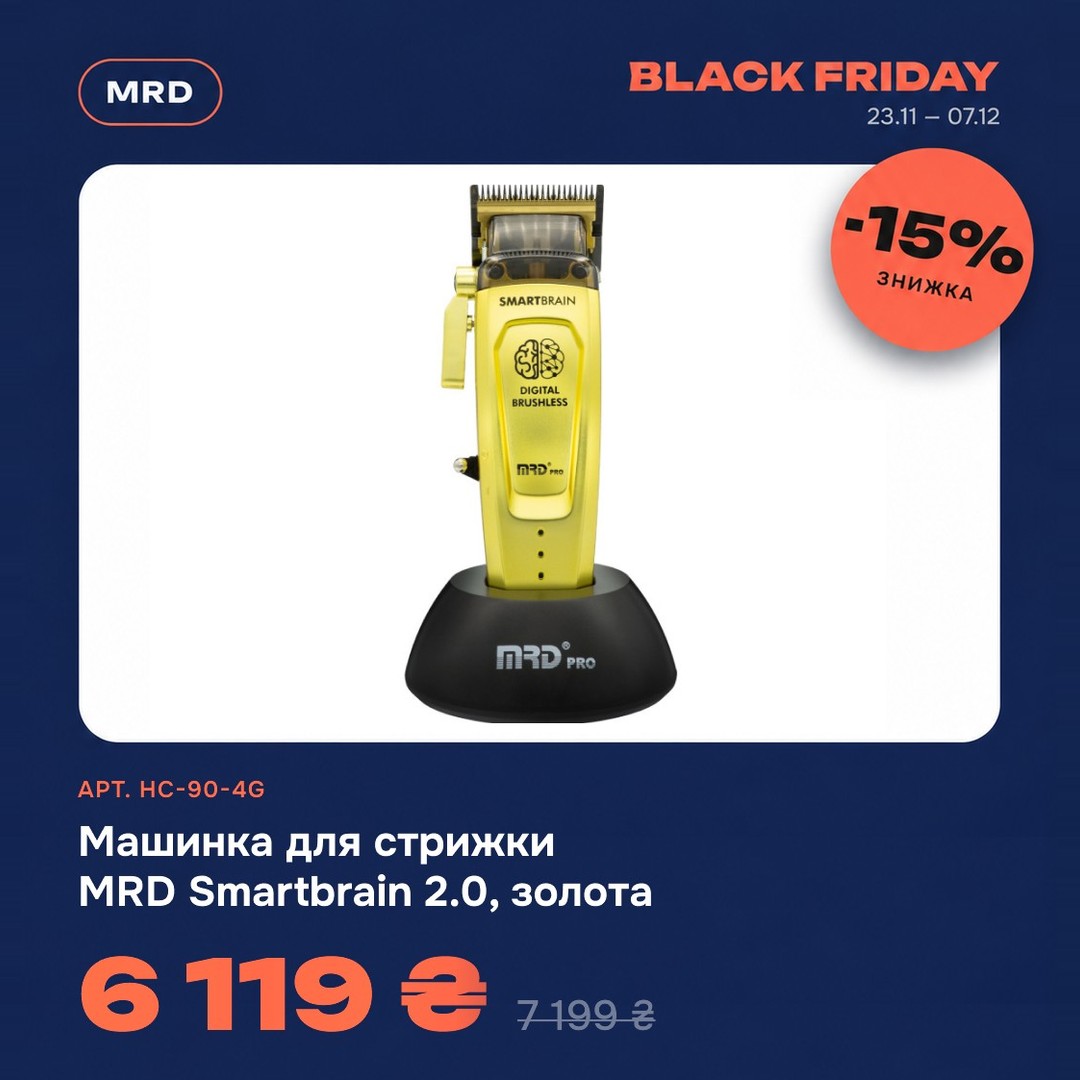 MRD
BLACK FRIDAY
23.11 – 07.12
-15%
ЗНИЖКА
SMARTBRAIN
DIGITAL
BRUSHLESS
MRD® PRO
MRD® PRO
АРТ. HC-90-4G
Машинка для стрижки
MRD Smartbrain 2.0, золота
6 119 ₴ 7 199 ₴